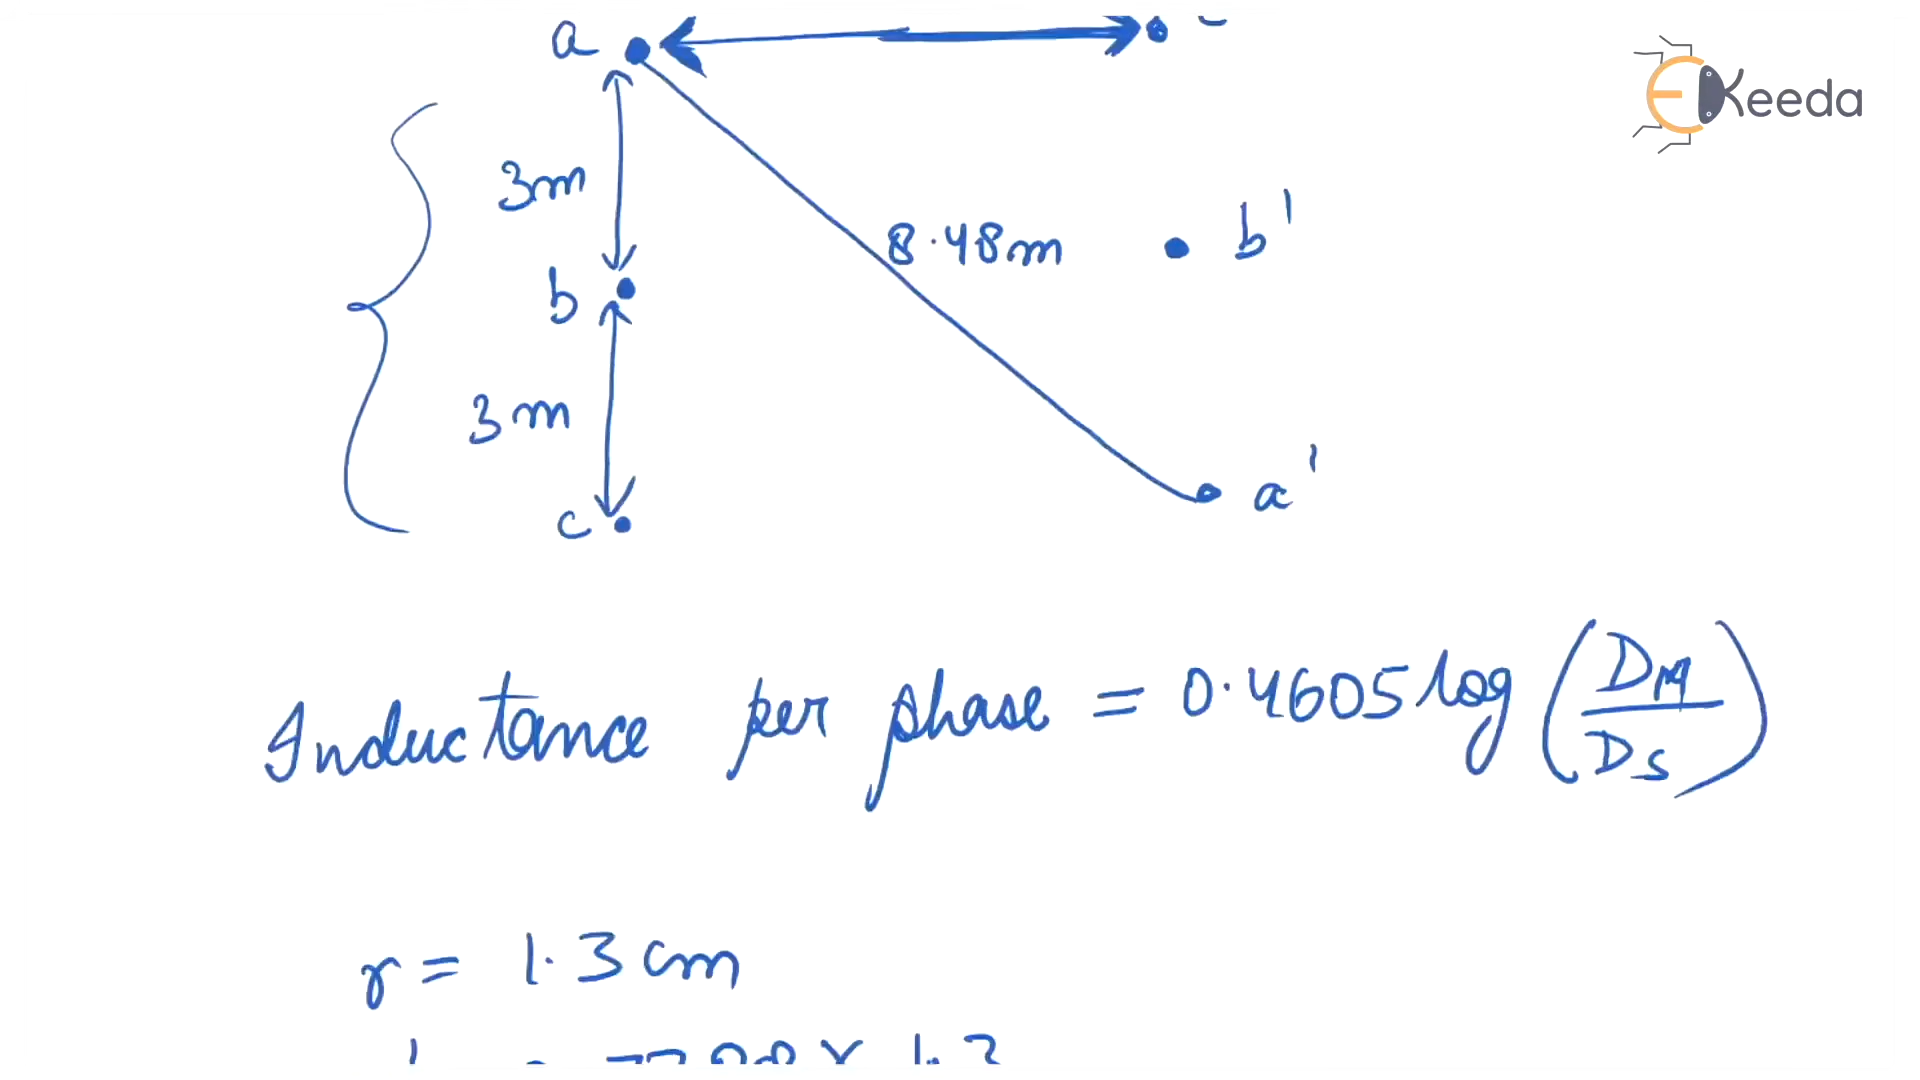 a
Keeda
3m
8.48m
b'
b
3m
a'
c
Inductance per phase = 0.4605 log (DM/DS)
r = 1.3 cm